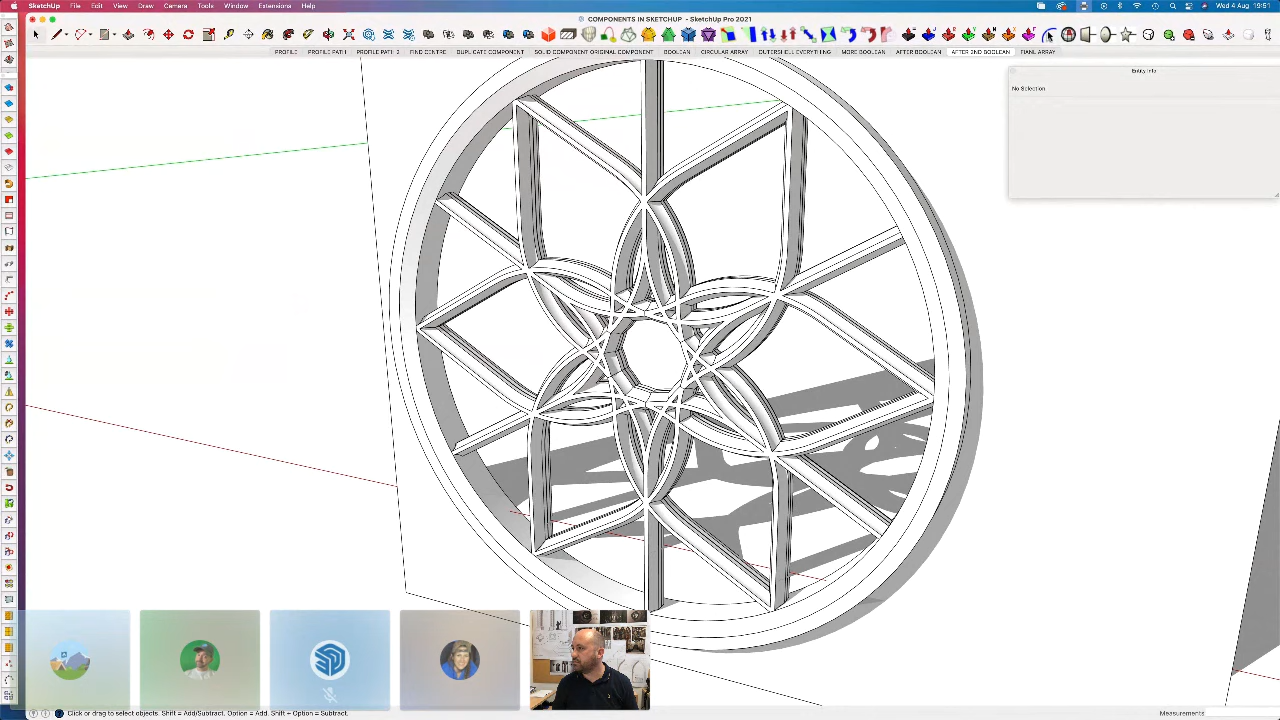 SketchUp File Edit View Draw Camera Tools Window Extensions Help Wed 4 Aug 19:51
COMPONENTS IN SKETCHUP - SketchUp Pro 2021
PROFILE PROFILE PATH PROFILE PATH 2 FIND CENTRE DUPLICATE COMPONENT SOLID COMPONENT ORIGINAL COMPONENT BOOLEAN CIRCULAR ARRAY OUTERSHELL EVERYTHING MORE BOOLEAN AFTER BOOLEAN AFTER 2ND BOOLEAN FIANL ARRAY
Entity Info
No Selection
Click or drag to select objects. Shift = Add/Subtract. Option = Add. Shift + Option = Subtract.
Measurements